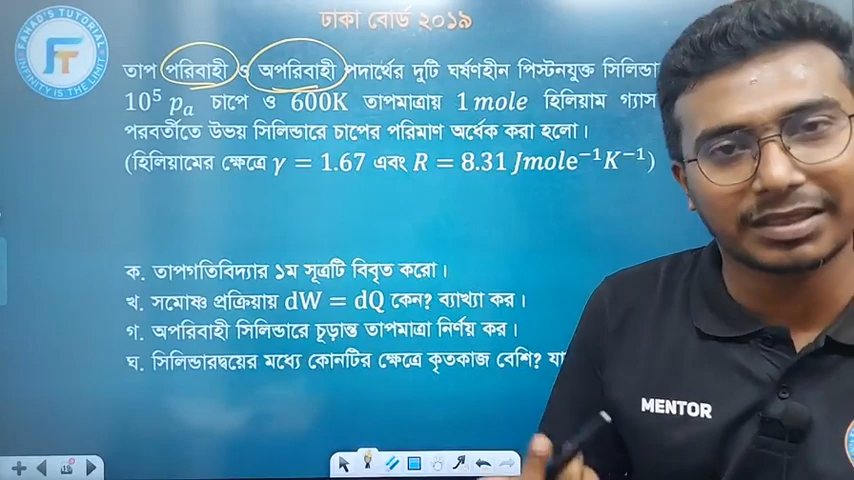 ঢাকা বোর্ড ২০১৯
FAHAD'S TUTORIAL
FT
INFINITY IS THE LIMIT
তাপ পরিবাহী ও অপরিবাহী পদার্থের দুটি ঘর্ষণহীন পিস্টনযুক্ত
10⁵ pₐ চাপে ও 600K তাপমাত্রায় 1 mole হিলিয়াম গ্যাস
পরবর্তীতে উভয় সিলিন্ডারে চাপের পরিমাণ অর্ধেক করা হলো।
(হিলিয়ামের ক্ষেত্রে γ = 1.67 এবং R = 8.31 Jmole⁻¹K⁻¹)
ক. তাপগতিবিদ্যার ১ম সূত্রটি বিবৃত করো।
খ. সমোষ্ণ প্রক্রিয়ায় dW = dQ কেন? ব্যাখ্যা কর।
গ. অপরিবাহী সিলিন্ডারে চূড়ান্ত তাপমাত্রা নির্ণয় কর।
ঘ. সিলিন্ডারদ্বয়ের মধ্যে কোনটির ক্ষেত্রে কৃতকাজ বেশি?
MENTOR